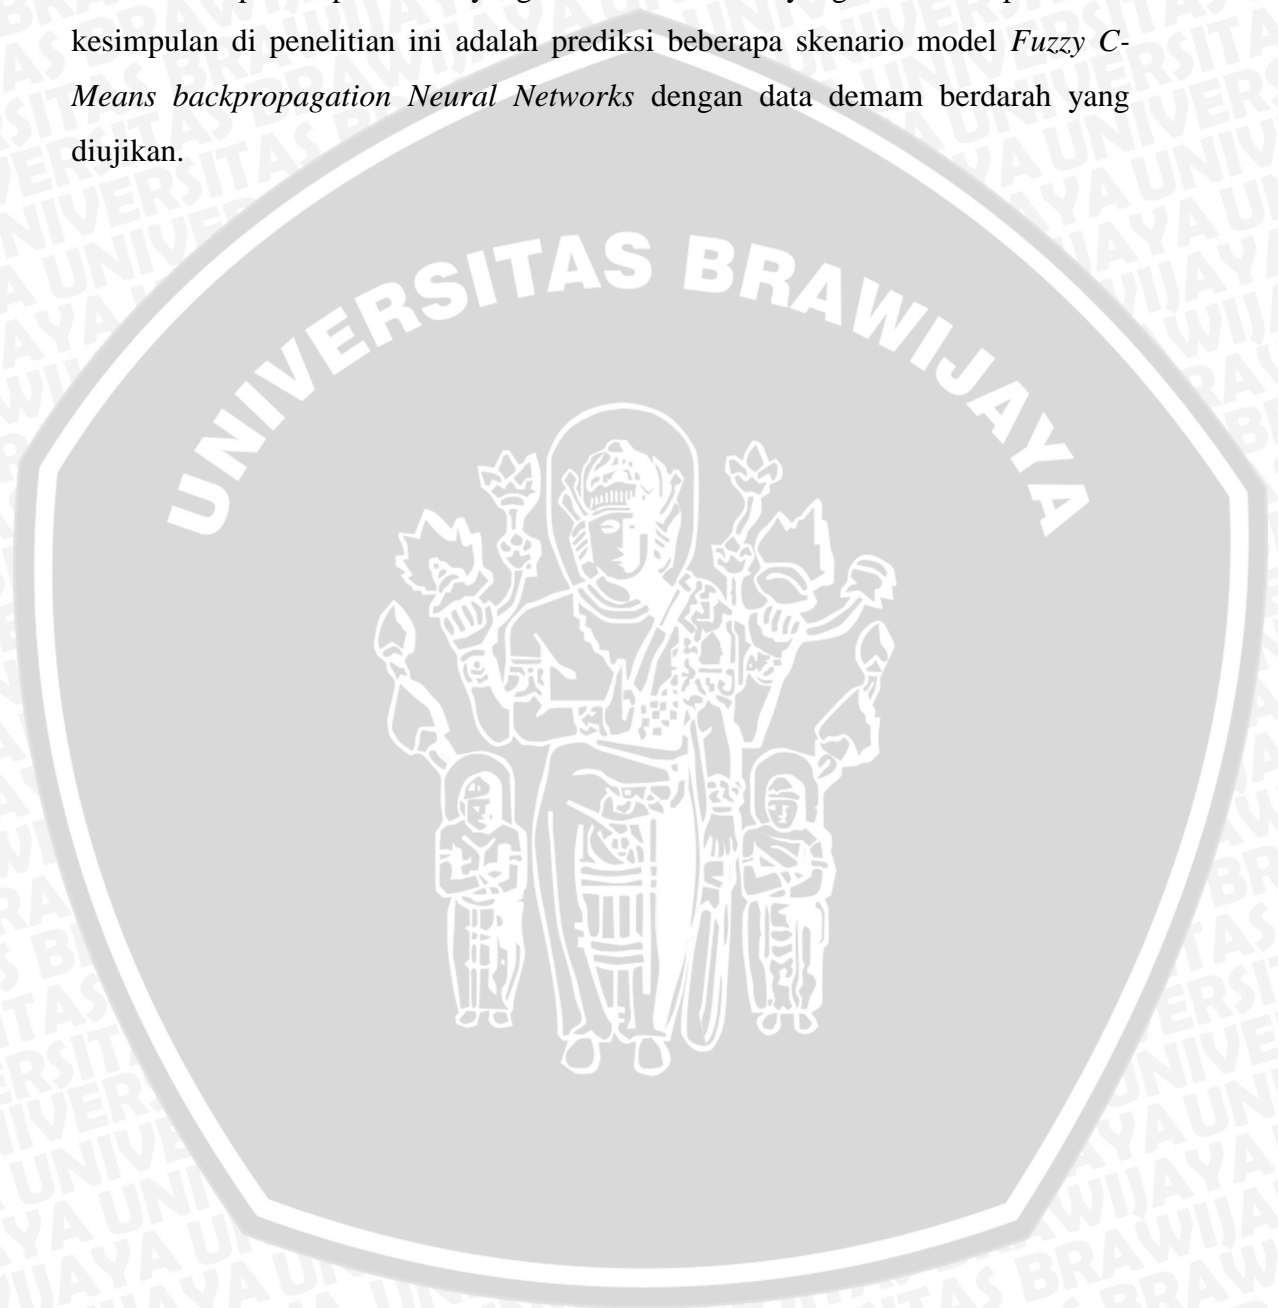 kesimpulan di penelitian ini adalah prediksi beberapa skenario model Fuzzy C-
Means backpropagation Neural Networks dengan data demam berdarah yang
diujikan.
UNIVERSITAS BRAWIJAYA